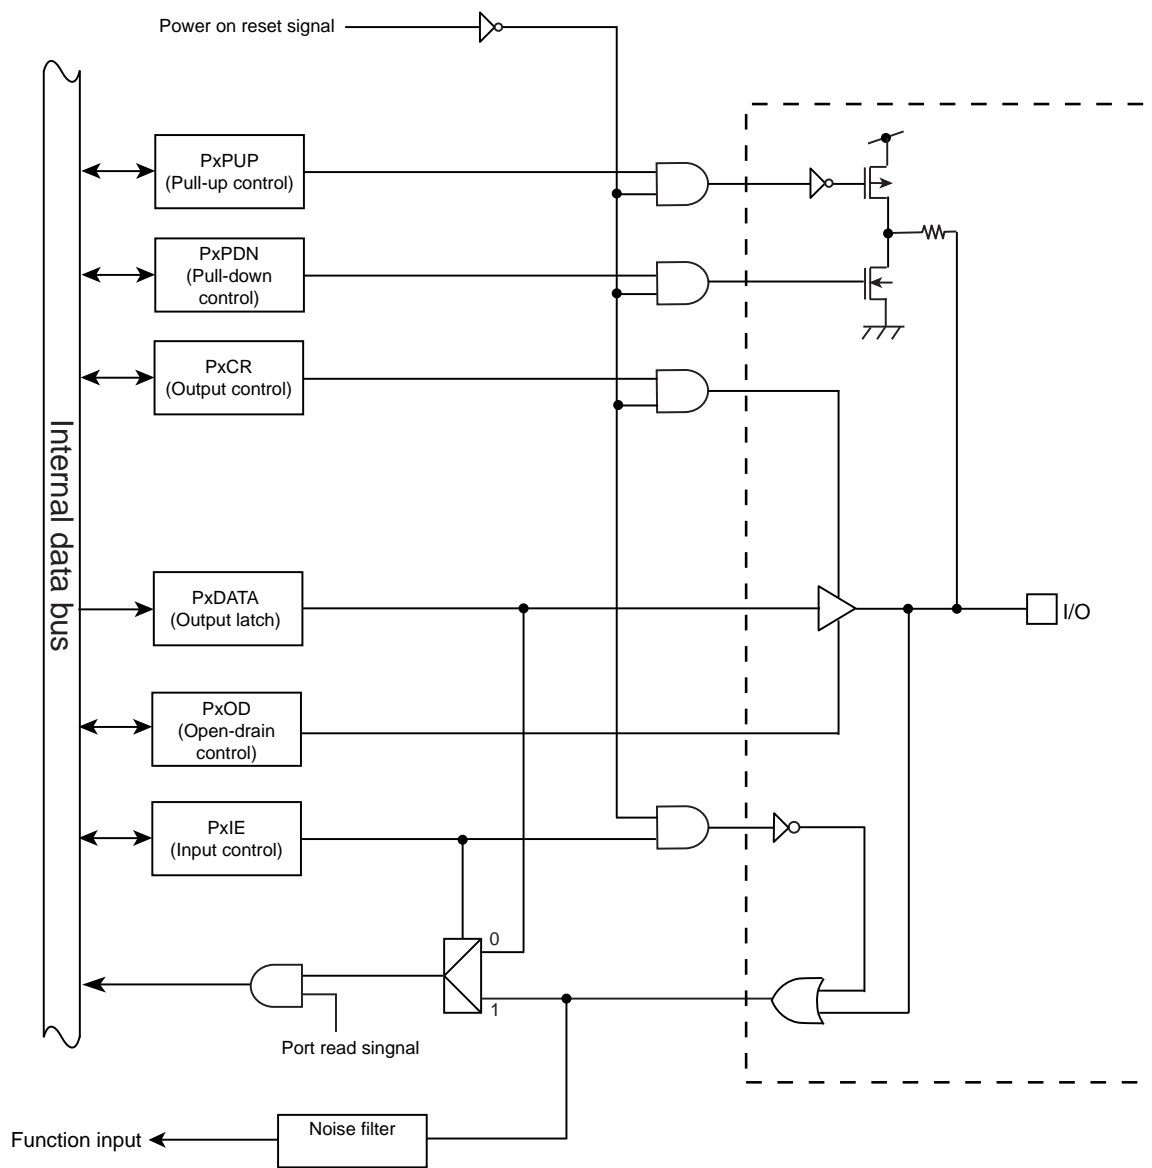 Power on reset signal
PxPUP
(Pull-up control)
PxPDN
(Pull-down
control)
PxCR
(Output control)
Internal data bus
PxDATA
(Output latch)
I/O
PxOD
(Open-drain
control)
PxIE
(Input control)
0
1
Port read singnal
Noise filter
Function input